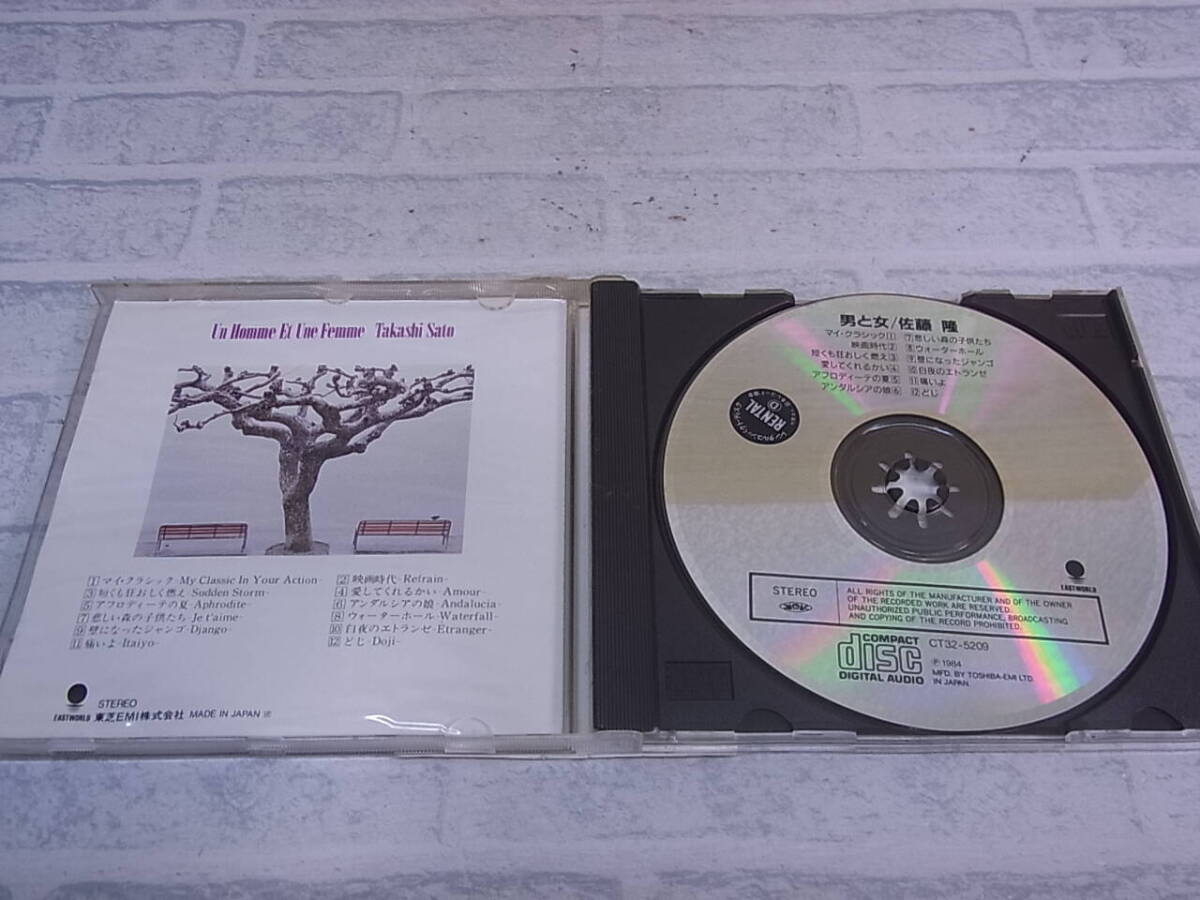 Un Homme Et Une Femme Takashi Sato
1 マイ・クラシック-My Classic In Your Action-
2 映画時代-Refrain-
3 短くも狂おしく燃え-Sudden Storm-
4 愛してくれるかい-Amour-
5 アフロディーテの夏-Aphrodite-
6 アンダルシアの娘-Andalucia-
7 悲しい森の子供たち-Je t'aime-
8 ウォーターホール-Waterfall-
9 壁になったジャンゴ-Django-
10 白夜のエトランゼ-Etranger-
11 痛いよ-Itaiyo-
12 どじ-Doji-
STEREO
EASTWORLD 東芝EMI株式会社 MADE IN JAPAN
男と女/佐藤 隆
マイ・クラシック1
映画時代2
短くも狂おしく燃え3
愛してくれるかい4
アフロディーテの夏5
アンダルシアの娘6
7悲しい森の子供たち
8ウォーターホール
9壁になったジャンゴ
10白夜のエトランゼ
11痛いよ
12どじ
RENTAL
EASTWORLD
STEREO
ALL RIGHTS OF THE MANUFACTURER AND OF THE OWNER
OF THE RECORDED WORK ARE RESERVED.
UNAUTHORIZED PUBLIC PERFORMANCE, BROADCASTING
AND COPYING OF THE RECORD PROHIBITED.
COMPACT
disc
DIGITAL AUDIO
CT32-5209
℗1984
MFD. BY TOSHIBA-EMI LTD.
IN JAPAN.